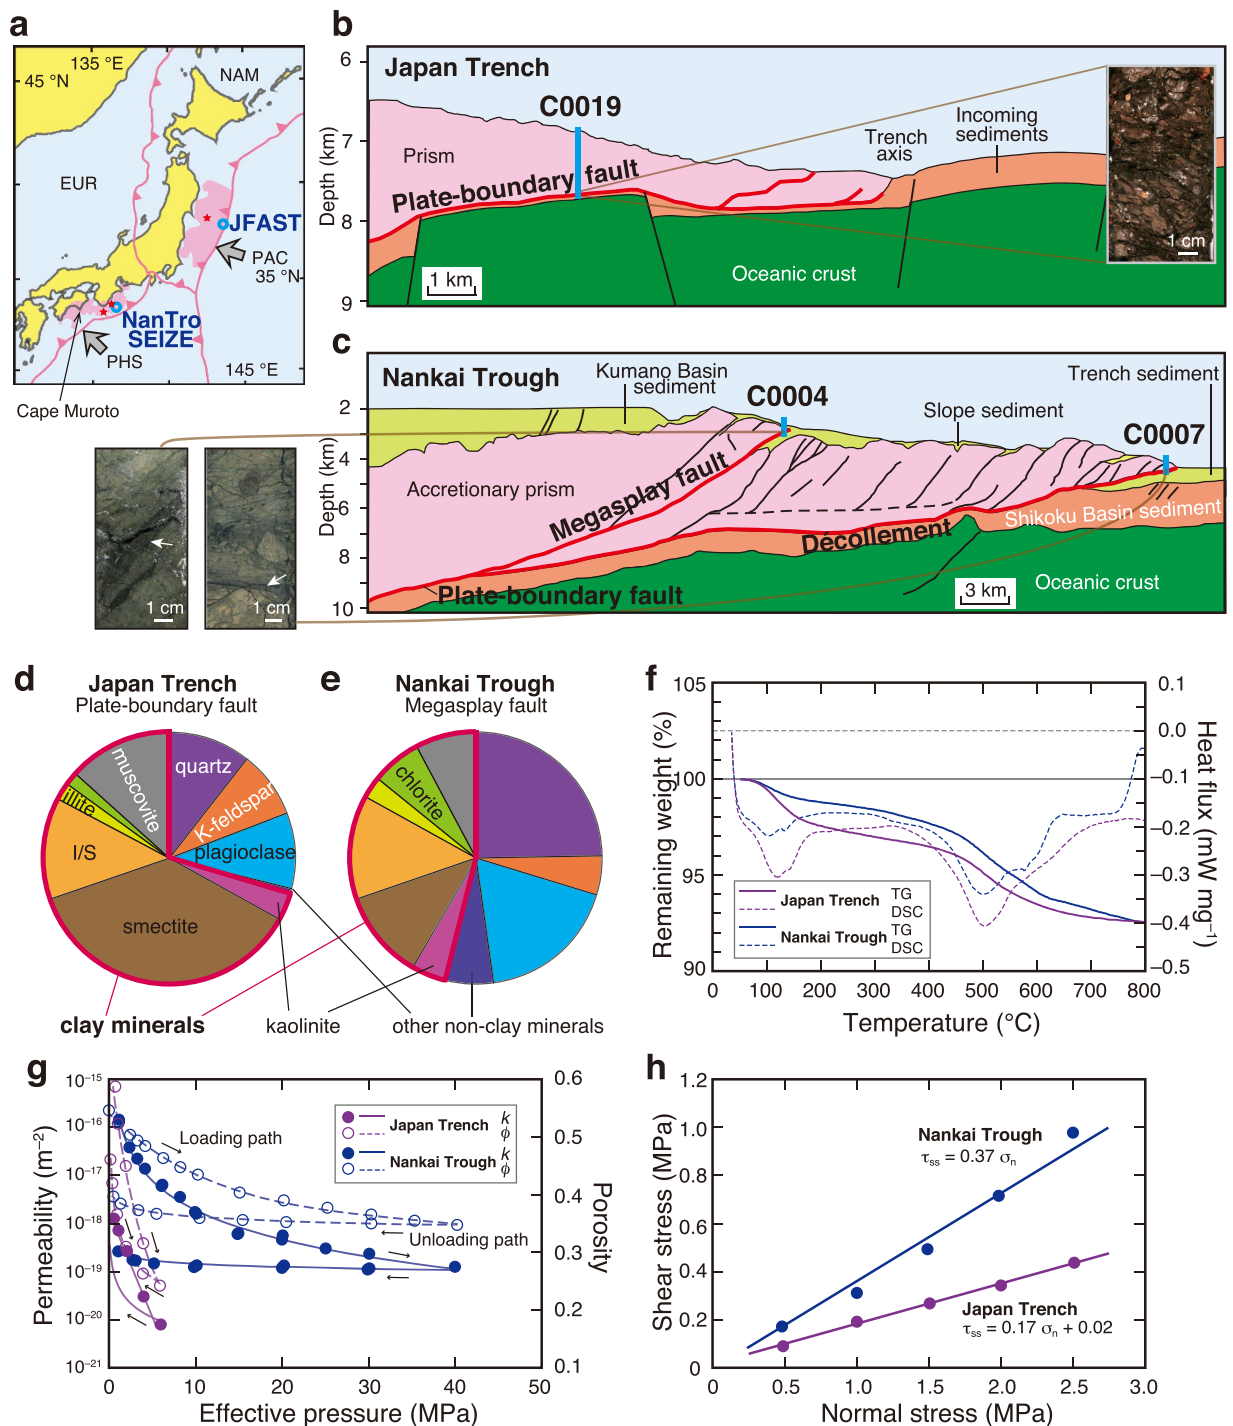 a
135 °E
45 °N
NAM
EUR
JFAST
PAC
35 °N
NanTro
SEIZE
PHS
145 °E
Cape Muroto
b
Japan Trench
C0019
Prism
Plate-boundary fault
Trench
axis
Incoming
sediments
Oceanic crust
1 km
1 cm
Depth (km)
6
7
8
9
c
Nankai Trough
Kumano Basin
sediment
C0004
Slope sediment
Trench sediment
C0007
Accretionary prism
Megasplay fault
Décollement
Shikoku Basin sediment
Plate-boundary fault
Oceanic crust
3 km
Depth (km)
2
4
6
8
10
1 cm
1 cm
d
Japan Trench
Plate-boundary fault
quartz
K-feldspar
plagioclase
smectite
I/S
illite
muscovite
e
Nankai Trough
Megasplay fault
chlorite
clay minerals
kaolinite
other non-clay minerals
f
Remaining weight (%)
105
100
95
90
0.1
0.0
−0.1
−0.2
−0.3
−0.4
−0.5
Heat flux (mW mg⁻¹)
Japan Trench TG
DSC
Nankai Trough TG
DSC
0 100 200 300 400 500 600 700 800
Temperature (°C)
g
Permeability (m⁻²)
10⁻¹⁵
10⁻¹⁶
10⁻¹⁷
10⁻¹⁸
10⁻¹⁹
10⁻²⁰
10⁻²¹
0.6
0.5
0.4
0.3
0.2
0.1
Porosity
Loading path
Unloading path
Japan Trench k
ϕ
Nankai Trough k
ϕ
0 10 20 30 40 50
Effective pressure (MPa)
h
Shear stress (MPa)
1.2
1.0
0.8
0.6
0.4
0.2
0
Nankai Trough
τss = 0.37 σn
Japan Trench
τss = 0.17 σn + 0.02
0 0.5 1.0 1.5 2.0 2.5 3.0
Normal stress (MPa)